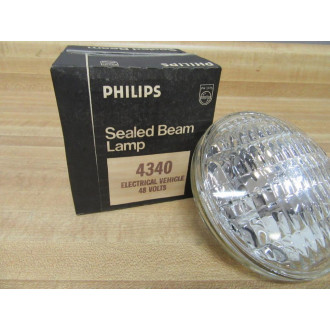 PHILIPS
Sealed Beam
Lamp
4340
ELECTRICAL VEHICLE
48 VOLTS